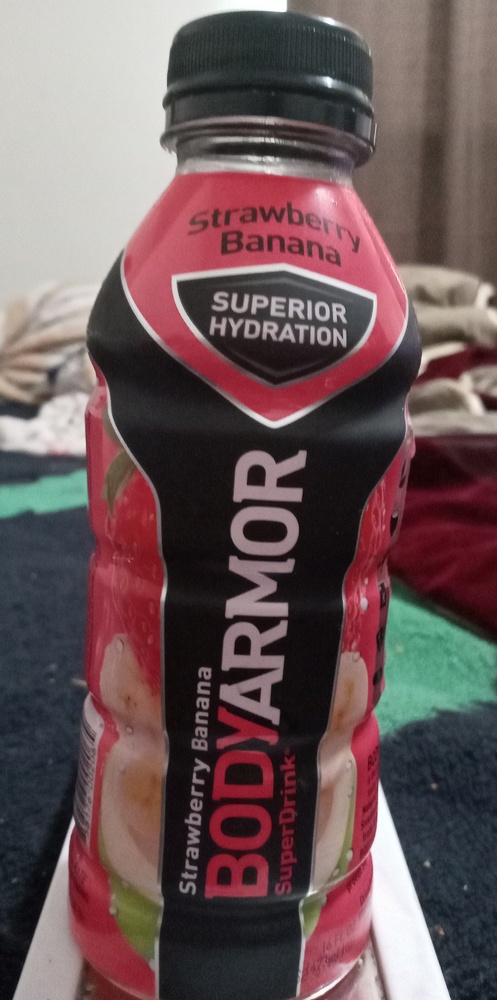 Strawberry
Banana
SUPERIOR
HYDRATION
Strawberry Banana
BODYARMOR
SuperDrink